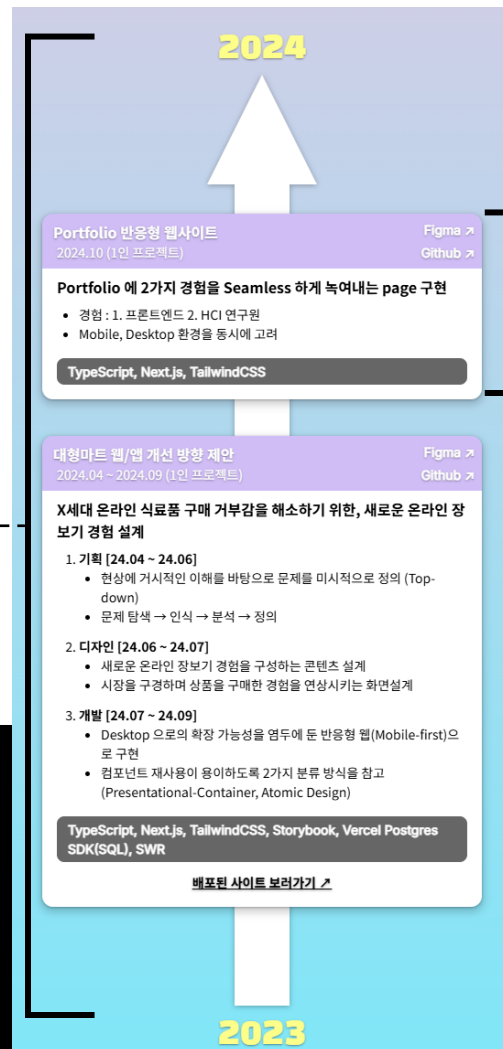 2024
Portfolio 반응형 웹사이트
Figma ↗
2024.10 (1인 프로젝트)
Github ↗
Portfolio 에 2가지 경험을 Seamless 하게 녹여내는 page 구현
• 경험 : 1. 프론트엔드 2. HCI 연구원
• Mobile, Desktop 환경을 동시에 고려
TypeScript, Next.js, TailwindCSS
대형마트 웹/앱 개선 방향 제안
Figma ↗
2024.04 ~ 2024.09 (1인 프로젝트)
Github ↗
X세대 온라인 식료품 구매 거부감을 해소하기 위한, 새로운 온라인 장
보기 경험 설계
1. 기획 [24.04 ~ 24.06]
• 현상에 거시적인 이해를 바탕으로 문제를 미시적으로 정의 (Top-
down)
• 문제 탐색 → 인식 → 분석 → 정의
2. 디자인 [24.06 ~ 24.07]
• 새로운 온라인 장보기 경험을 구성하는 콘텐츠 설계
• 시장을 구경하며 상품을 구매한 경험을 연상시키는 화면설계
3. 개발 [24.07 ~ 24.09]
• Desktop 으로의 확장 가능성을 염두에 둔 반응형 웹(Mobile-first)으
로 구현
• 컴포넌트 재사용이 용이하도록 2가지 분류 방식을 참고
(Presentational-Container, Atomic Design)
TypeScript, Next.js, TailwindCSS, Storybook, Vercel Postgres
SDK(SQL), SWR
배포된 사이트 보러가기 ↗
2023